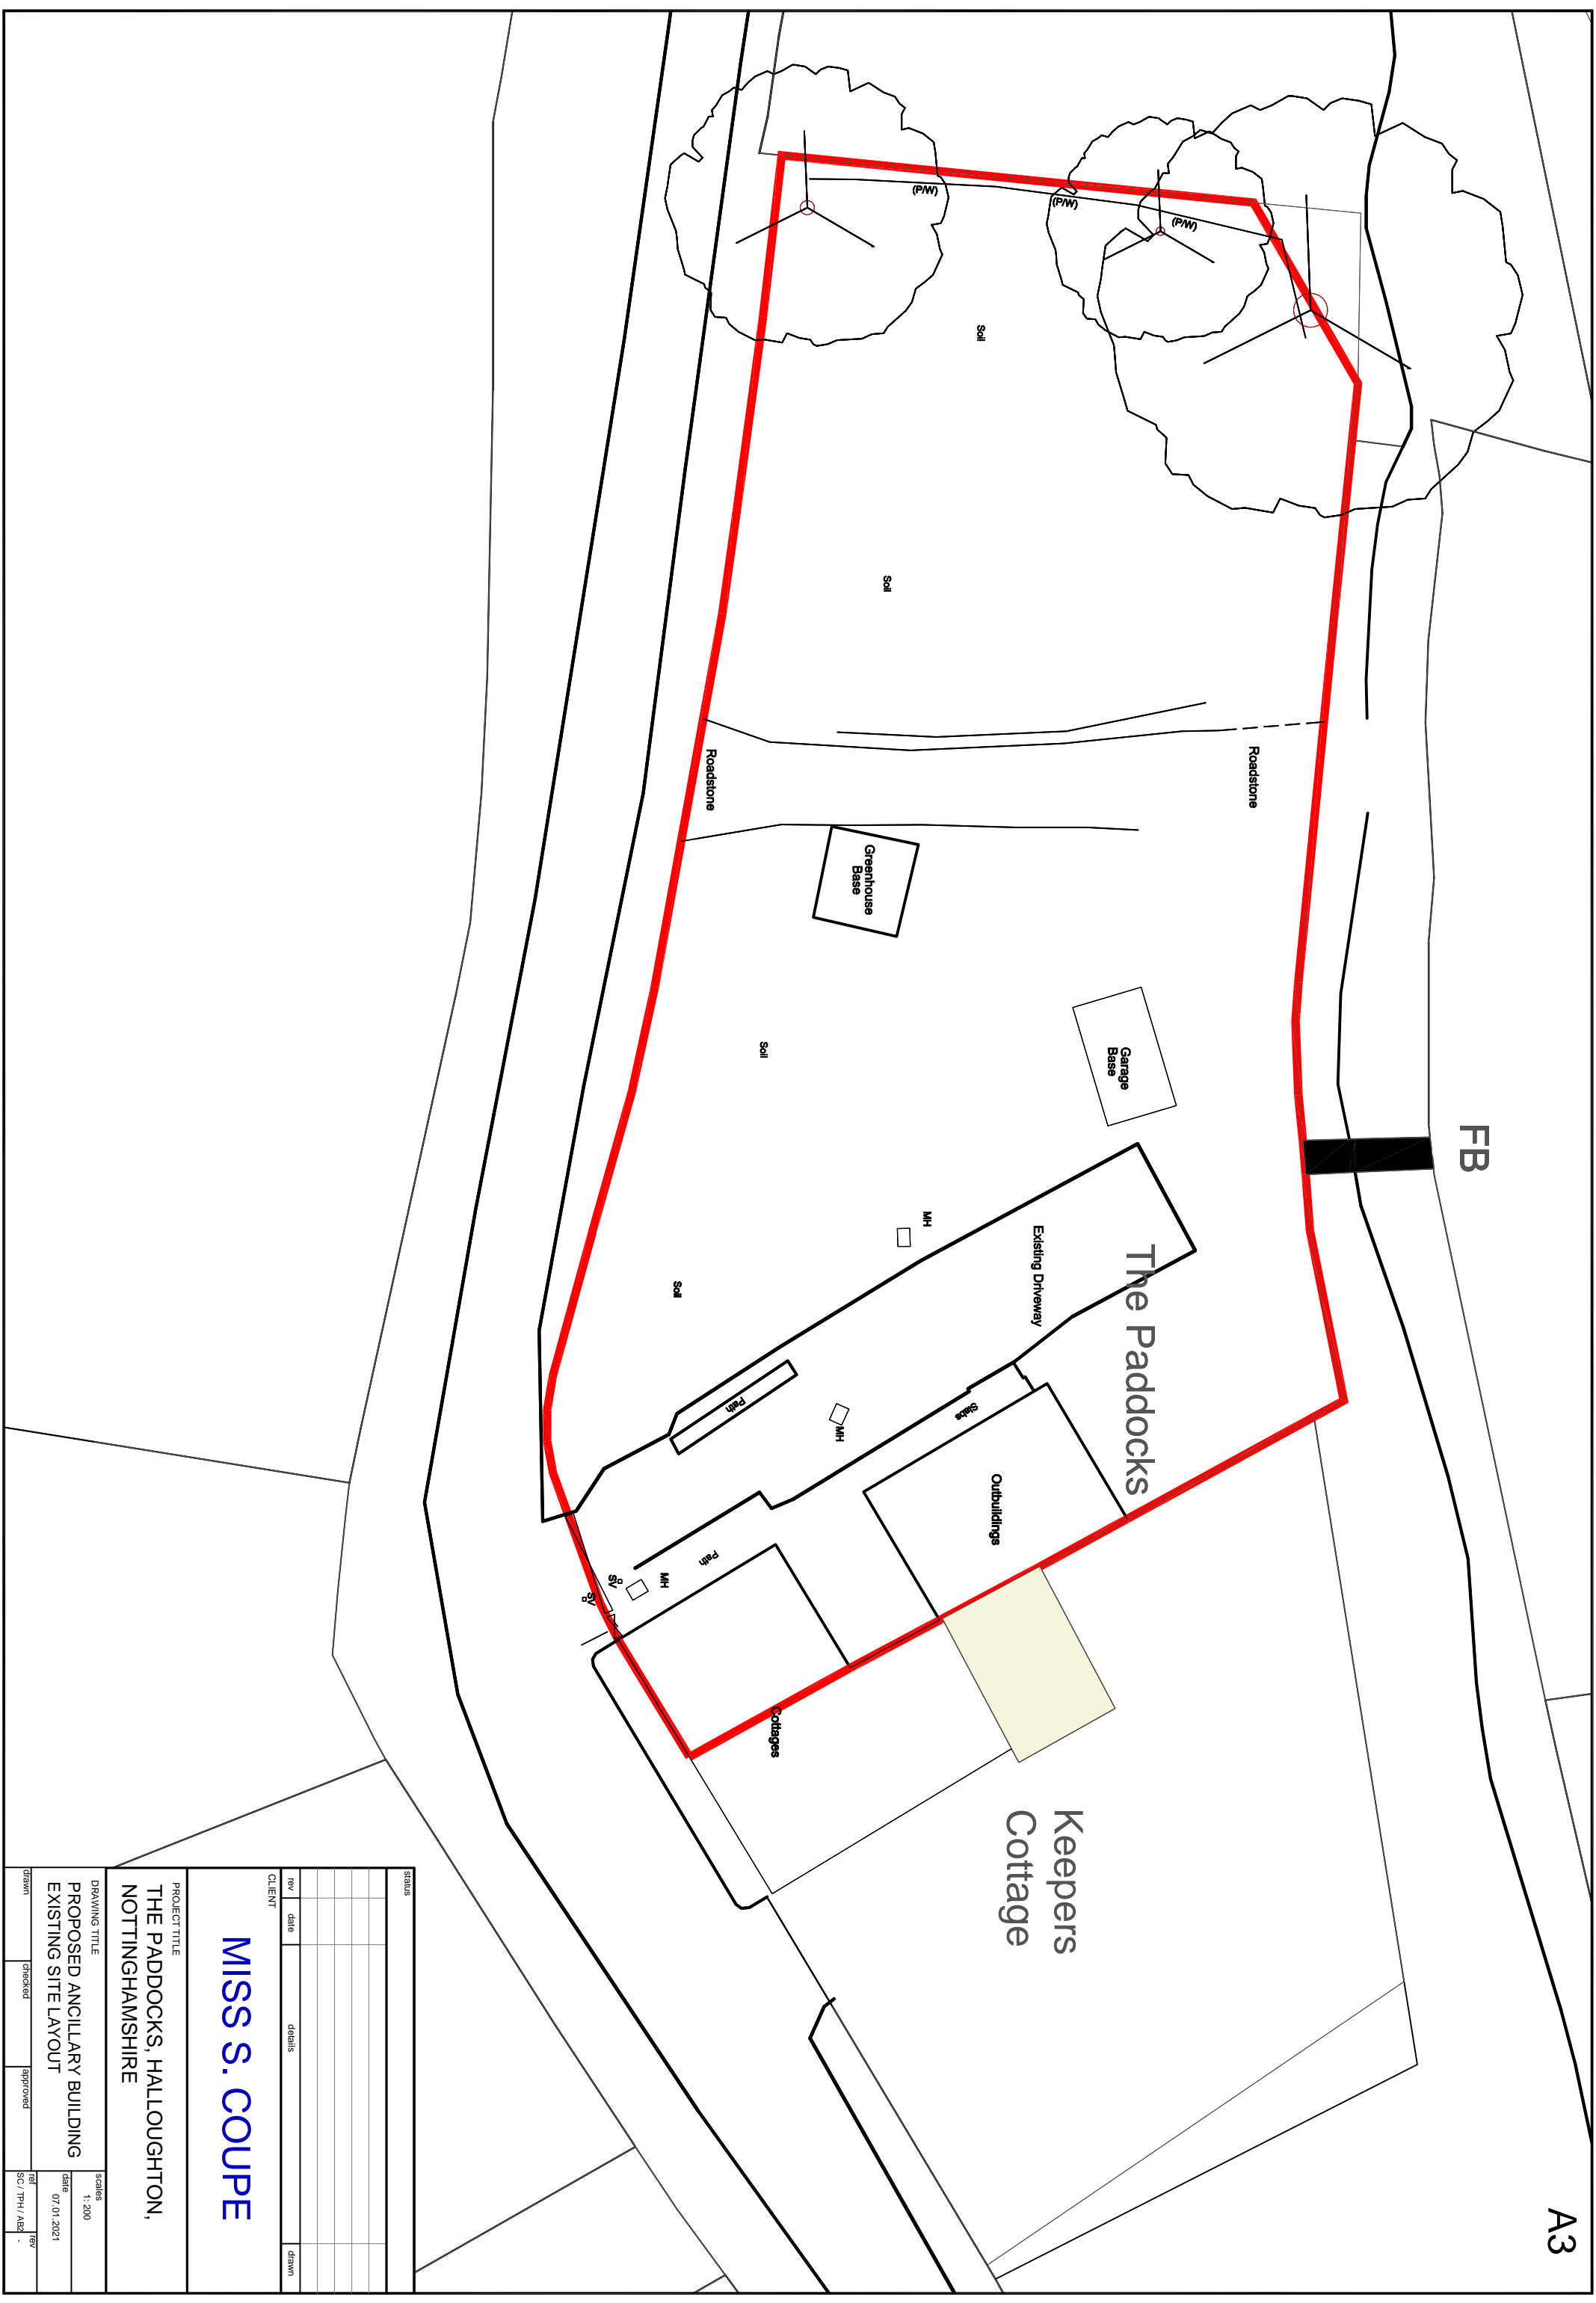 A3
FB
(P/W)
(P/W)
(P/W)
Soil
Soil
Roadstone
Roadstone
Greenhouse
Base
Garage
Base
Soil
Soil
MH
Existing Driveway
The Paddocks
Path
MH
Slabs
Outbuildings
Path
MH
SV
SV
Cottages
Keepers
Cottage
status
rev
date
details
drawn
CLIENT
MISS S. COUPE
PROJECT TITLE
THE PADDOCKS, HALLOUGHTON,
NOTTINGHAMSHIRE
DRAWING TITLE
PROPOSED ANCILLARY BUILDING
EXISTING SITE LAYOUT
scales
1: 200
date
07.01.2021
drawn
checked
approved
ref
SC / TPH / AB2
rev
-